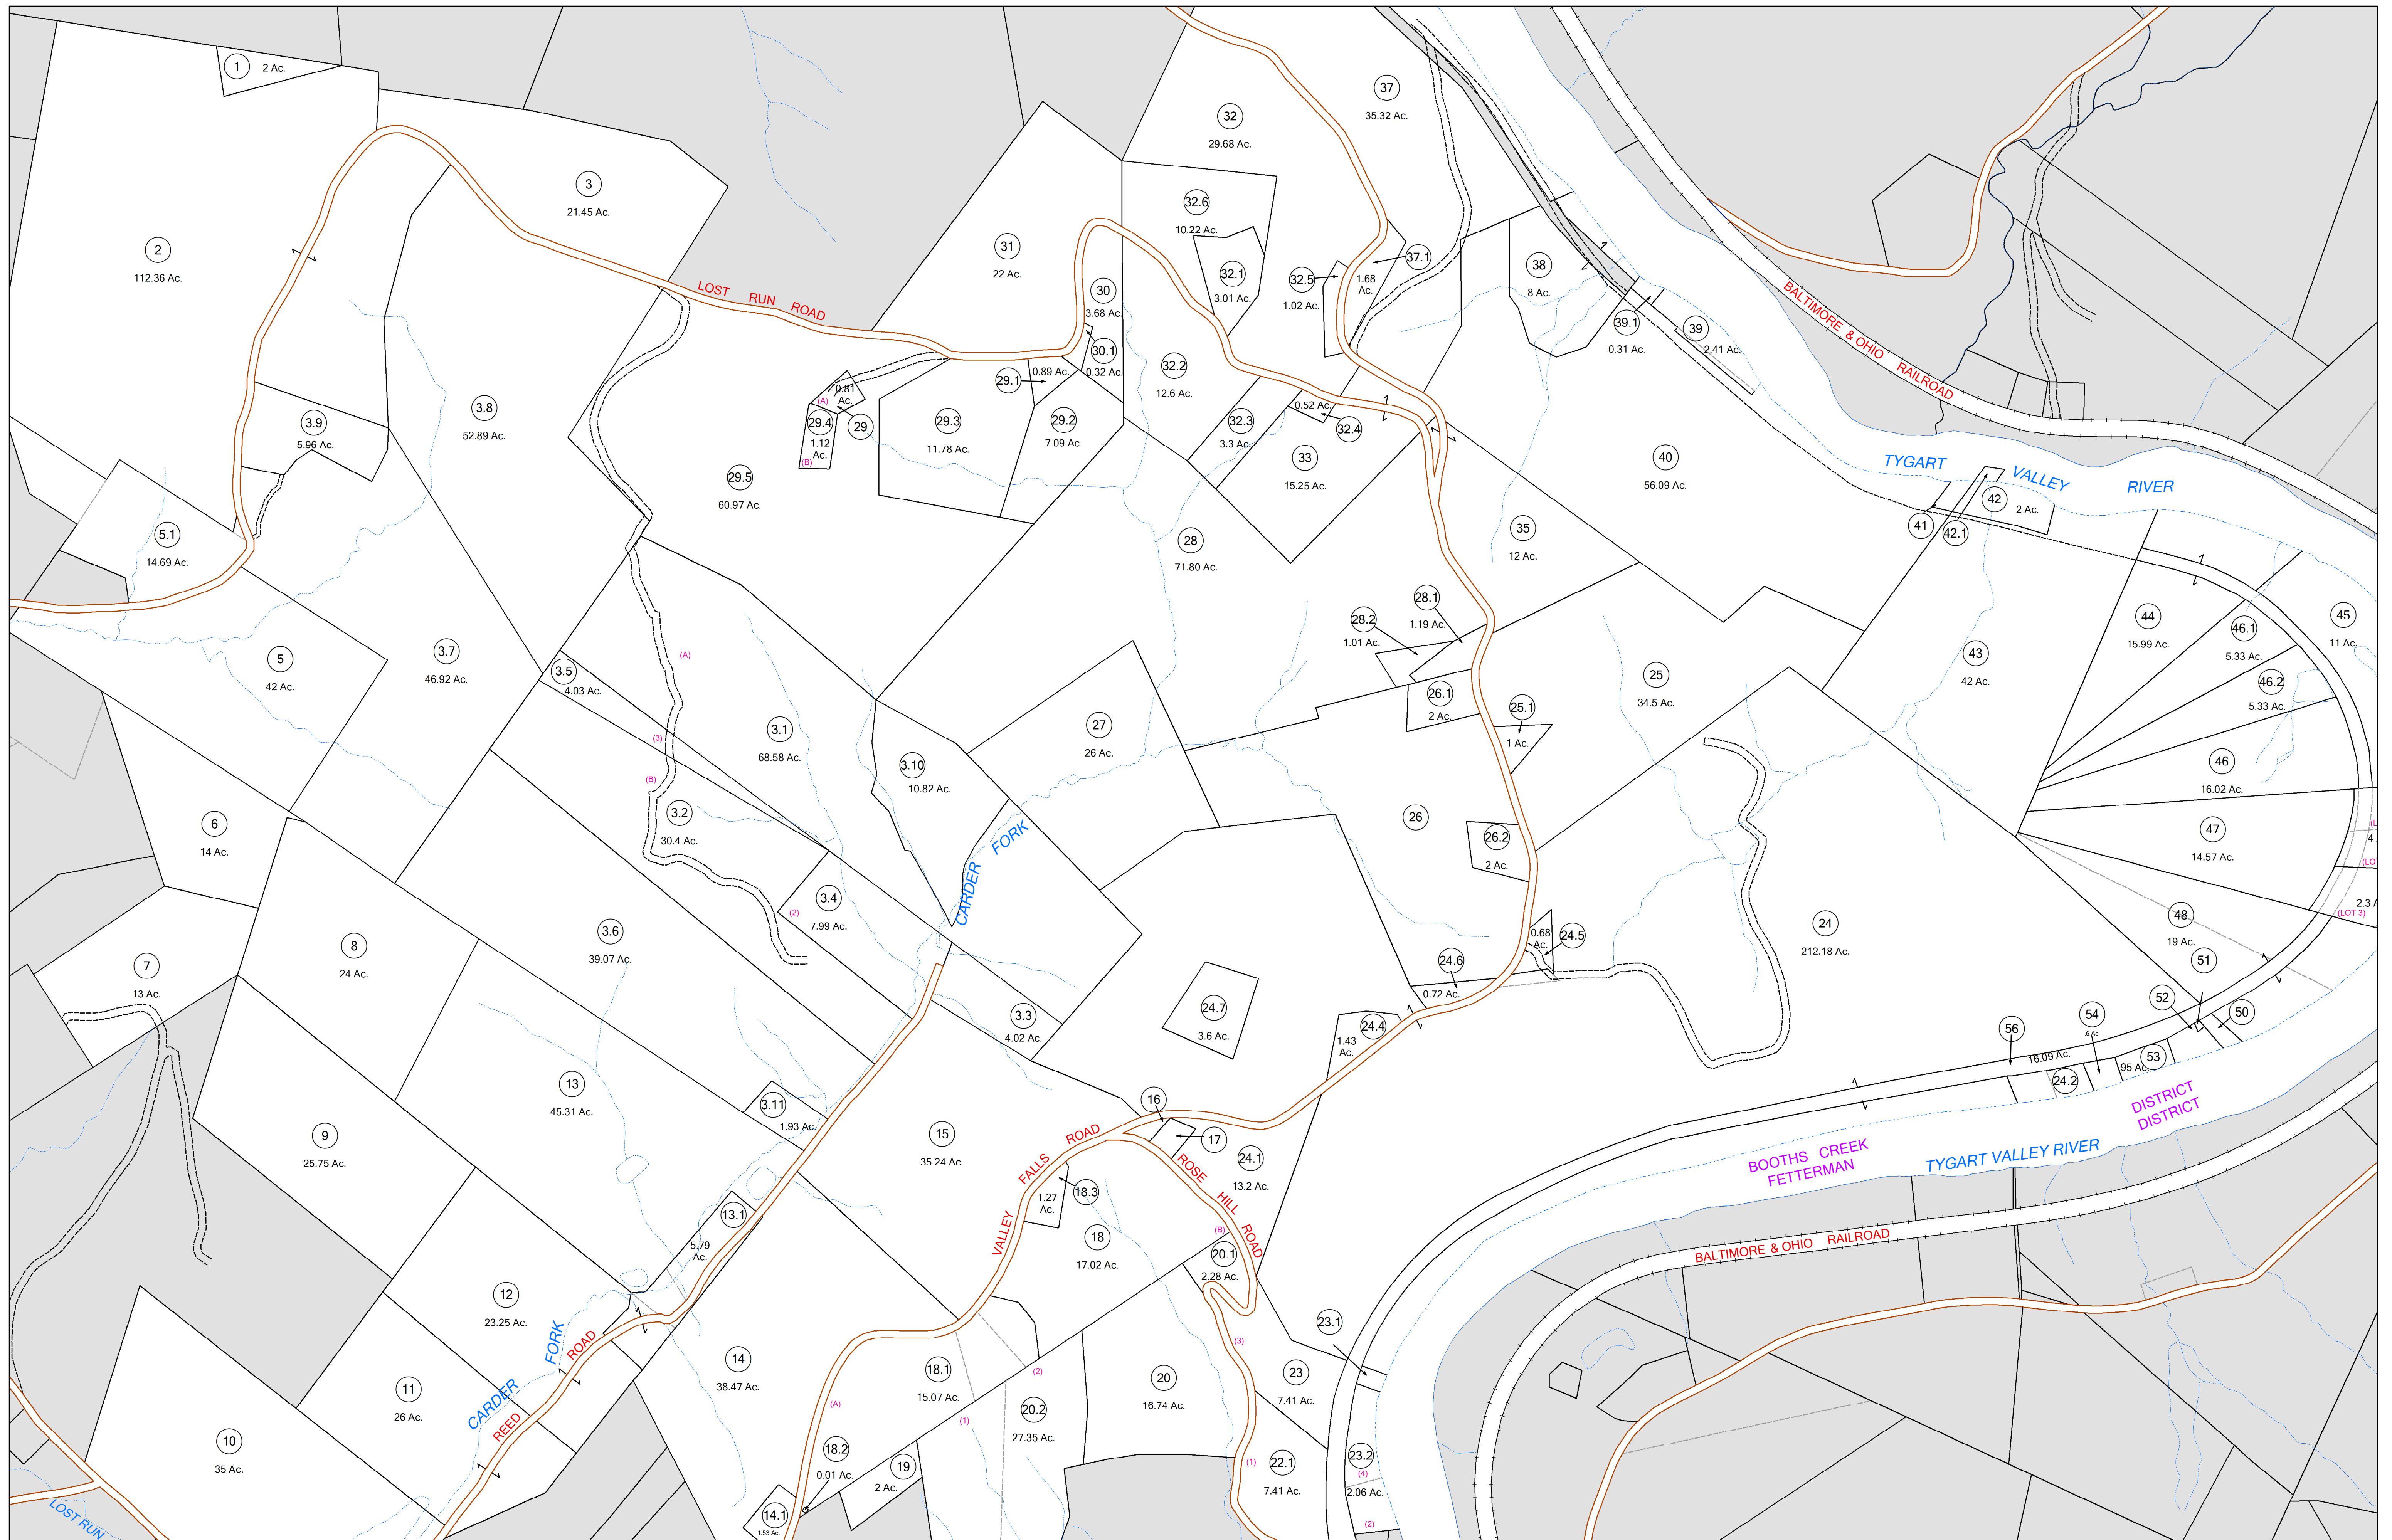 1
2 Ac.
2
112.36 Ac.
3
21.45 Ac.
37
35.32 Ac.
32
29.68 Ac.
32.6
10.22 Ac.
31
22 Ac.
32.1
3.01 Ac.
32.5
1.02 Ac.
37.1
1.68
Ac.
38
8 Ac.
LOST RUN ROAD
30
3.68 Ac.
30.1
0.32 Ac.
39.1
0.31 Ac.
39
2.41 Ac.
BALTIMORE & OHIO RAILROAD
29.1
0.89 Ac.
32.2
12.6 Ac.
0.81
Ac.
(A)
29.4
1.12
Ac.
(B)
29
29.3
11.78 Ac.
29.2
7.09 Ac.
32.3
3.3 Ac.
0.52 Ac.
32.4
3.9
5.96 Ac.
3.8
52.89 Ac.
29.5
60.97 Ac.
33
15.25 Ac.
40
56.09 Ac.
TYGART VALLEY RIVER
41
42.1
42
2 Ac.
5.1
14.69 Ac.
28
71.80 Ac.
35
12 Ac.
28.1
1.19 Ac.
28.2
1.01 Ac.
5
42 Ac.
3.7
46.92 Ac.
3.5
4.03 Ac.
(A)
(3)
(B)
3.1
68.58 Ac.
3.10
10.82 Ac.
27
26 Ac.
26.1
2 Ac.
25.1
1 Ac.
25
34.5 Ac.
43
42 Ac.
44
15.99 Ac.
46.1
5.33 Ac.
45
11 Ac.
46.2
5.33 Ac.
46
16.02 Ac.
6
14 Ac.
3.2
30.4 Ac.
CARDER FORK
26
26.2
2 Ac.
47
14.57 Ac.
4
3.4
7.99 Ac.
(2)
7
13 Ac.
8
24 Ac.
3.6
39.07 Ac.
24.5
0.68
Ac.
24
212.18 Ac.
48
19 Ac.
(LOT 3)
51
24.6
0.72 Ac.
24.7
3.6 Ac.
3.3
4.02 Ac.
24.4
1.43
Ac.
52
50
54
.6 Ac.
56
16.09 Ac.
53
24.2
13
45.31 Ac.
3.11
1.93 Ac.
9
25.75 Ac.
15
35.24 Ac.
16
17
VALLEY FALLS ROAD
ROSE HILL ROAD
24.1
13.2 Ac.
DISTRICT
DISTRICT
BOOTHS CREEK
FETTERMAN
TYGART VALLEY RIVER
BALTIMORE & OHIO RAILROAD
13.1
5.79
Ac.
18.3
1.27
Ac.
18
17.02 Ac.
(B)
20.1
2.28 Ac.
12
23.25 Ac.
23.1
(3)
CARDER FORK
REED ROAD
14
38.47 Ac.
18.1
15.07 Ac.
(2)
(A)
(1)
20
16.74 Ac.
23
7.41 Ac.
11
26 Ac.
20.2
27.35 Ac.
10
35 Ac.
18.2
0.01 Ac.
19
2 Ac.
(1)
22.1
7.41 Ac.
23.2
(4)
2.06 Ac.
(2)
14.1
1.53 Ac.
LOST RUN